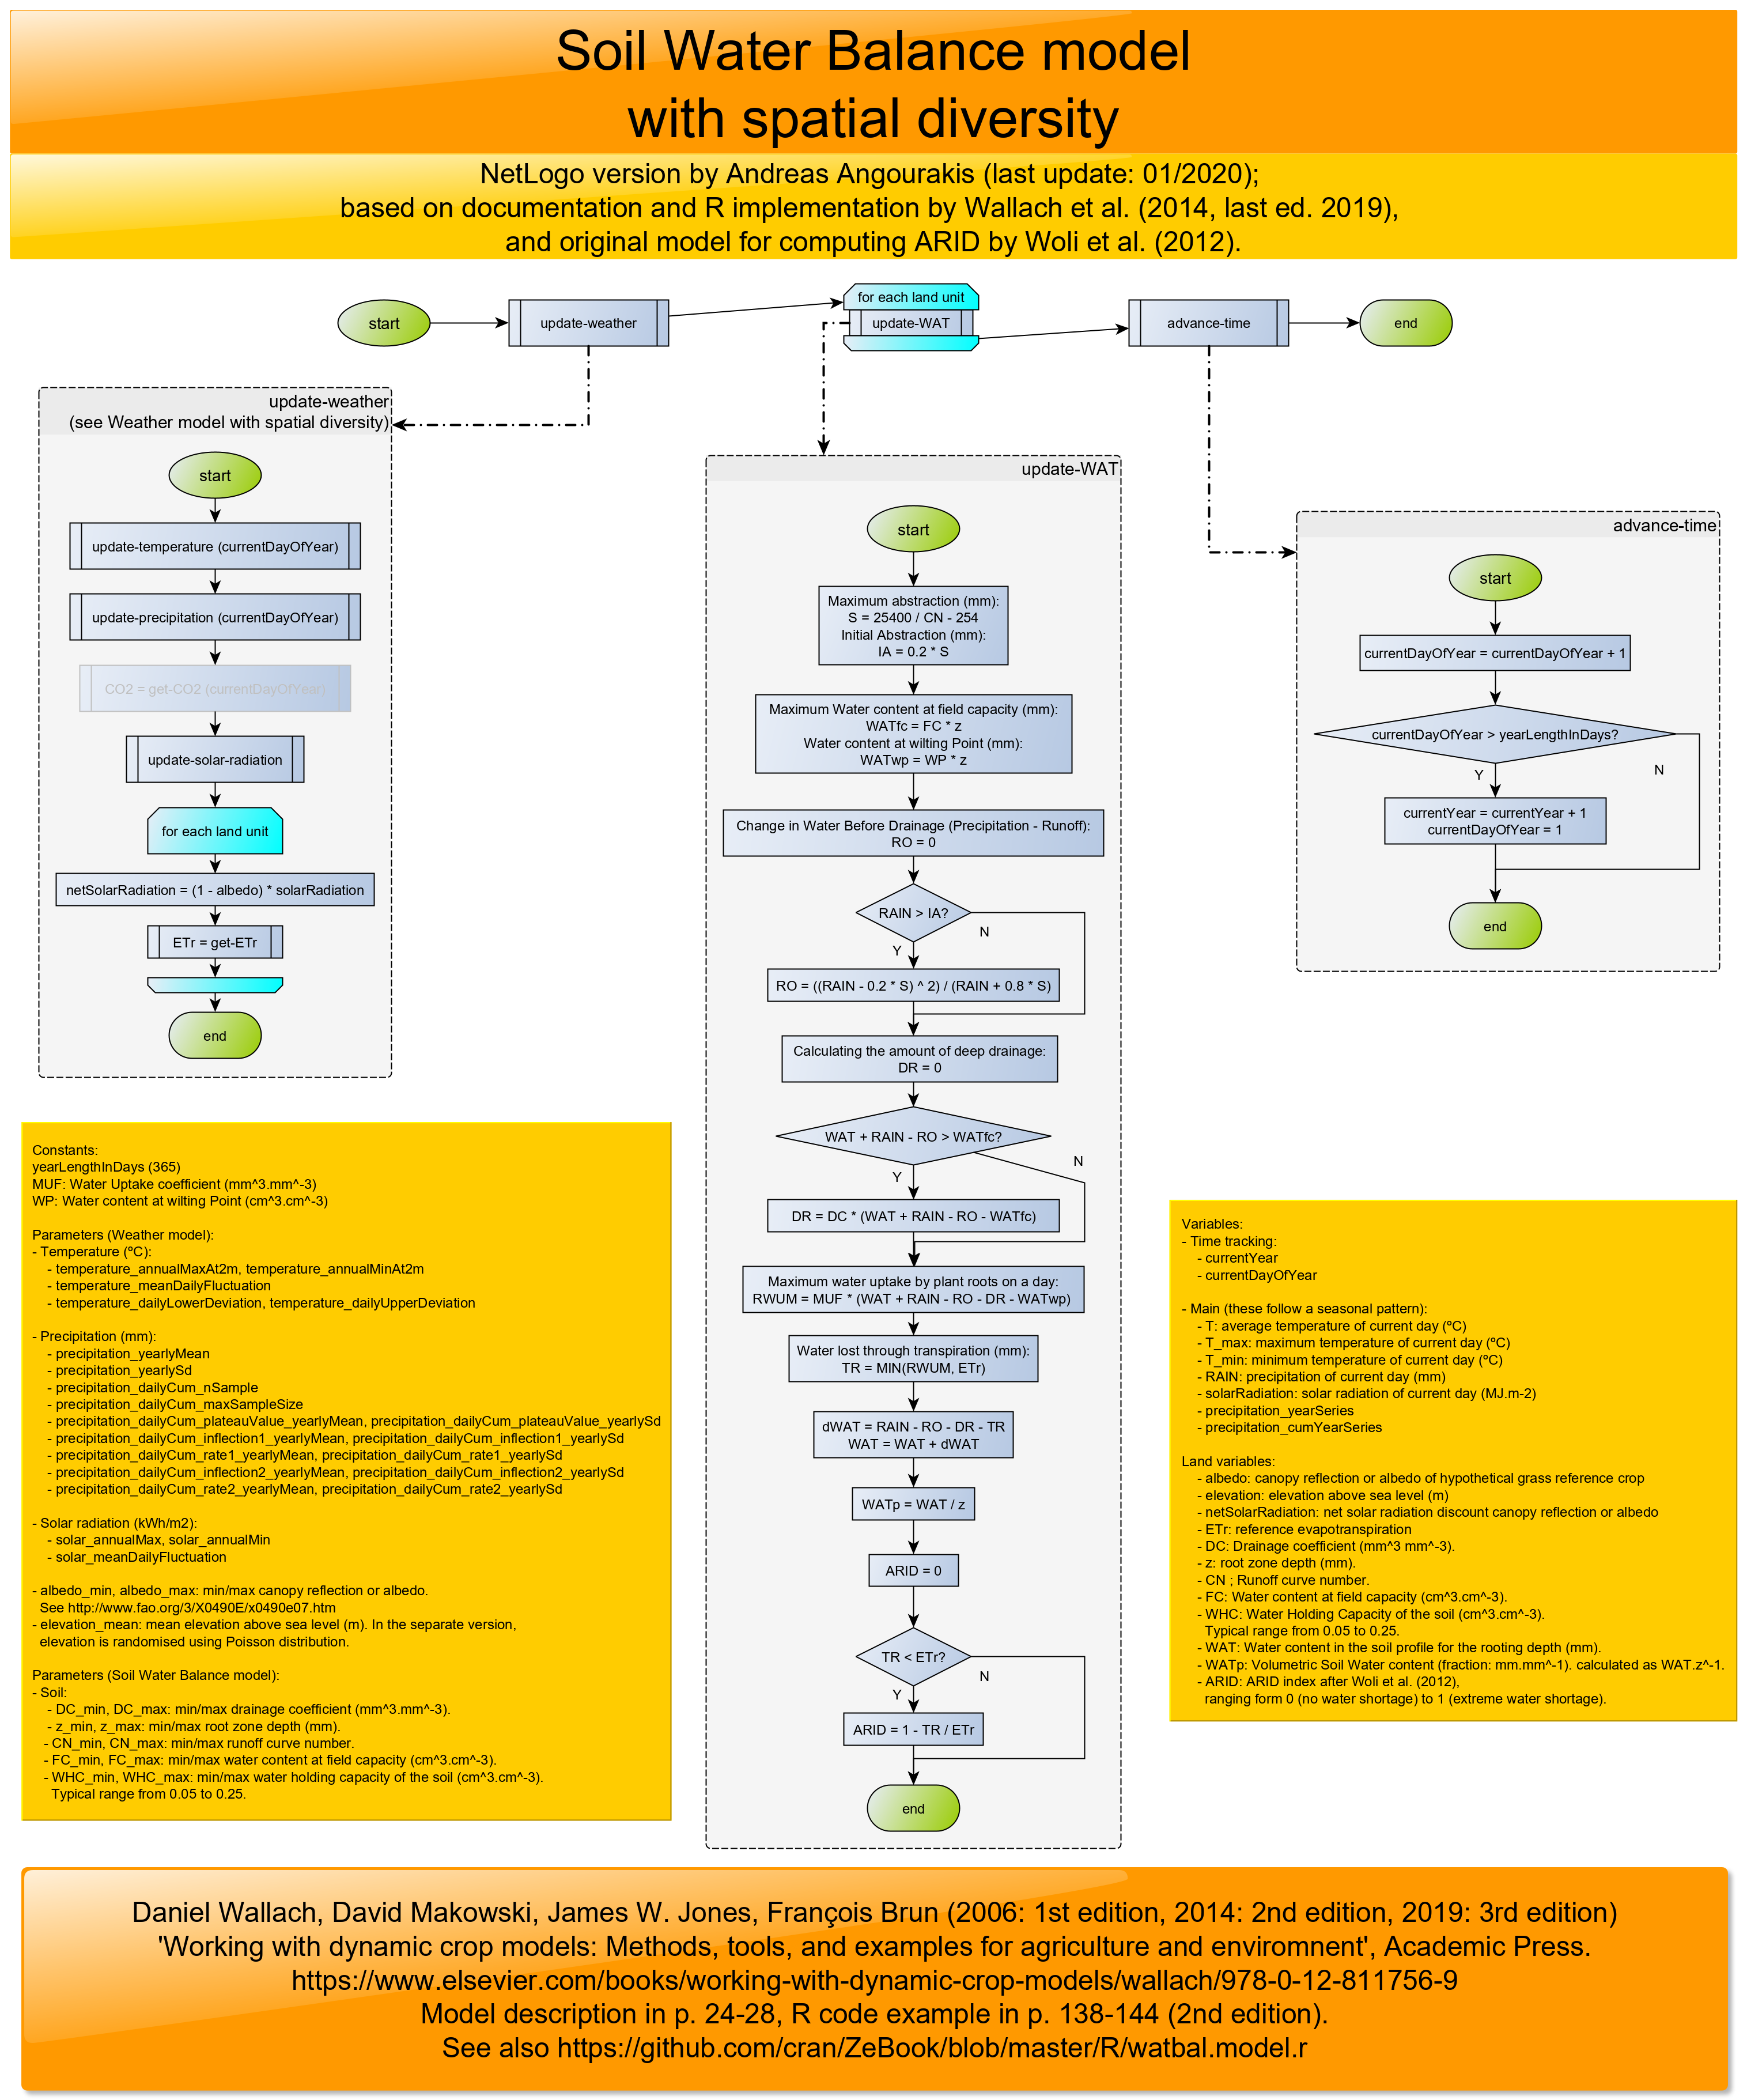 Soil Water Balance model
with spatial diversity
NetLogo version by Andreas Angourakis (last update: 01/2020);
based on documentation and R implementation by Wallach et al. (2014, last ed. 2019),
and original model for computing ARID by Woli et al. (2012).
start
update-weather
for each land unit
update-WAT
advance-time
end
update-weather
(see Weather model with spatial diversity)
start
update-temperature (currentDayOfYear)
update-precipitation (currentDayOfYear)
CO2 = get-CO2 (currentDayOfYear)
update-solar-radiation
for each land unit
netSolarRadiation = (1 - albedo) * solarRadiation
ETr = get-ETr
end
update-WAT
start
Maximum abstraction (mm):
S = 25400 / CN - 254
Initial Abstraction (mm):
IA = 0.2 * S
Maximum Water content at field capacity (mm):
WATfc = FC * z
Water content at wilting Point (mm):
WATwp = WP * z
Change in Water Before Drainage (Precipitation - Runoff):
RO = 0
RAIN > IA?
N
Y
RO = ((RAIN - 0.2 * S) ^ 2) / (RAIN + 0.8 * S)
Calculating the amount of deep drainage:
DR = 0
WAT + RAIN - RO > WATfc?
N
Y
DR = DC * (WAT + RAIN - RO - WATfc)
Maximum water uptake by plant roots on a day:
RWUM = MUF * (WAT + RAIN - RO - DR - WATwp)
Water lost through transpiration (mm):
TR = MIN(RWUM, ETr)
dWAT = RAIN - RO - DR - TR
WAT = WAT + dWAT
WATp = WAT / z
ARID = 0
TR < ETr?
N
Y
ARID = 1 - TR / ETr
end
advance-time
start
currentDayOfYear = currentDayOfYear + 1
currentDayOfYear > yearLengthInDays?
Y
N
currentYear = currentYear + 1
currentDayOfYear = 1
end
Constants:
yearLengthInDays (365)
MUF: Water Uptake coefficient (mm^3.mm^-3)
WP: Water content at wilting Point (cm^3.cm^-3)
Parameters (Weather model):
- Temperature (ºC):
- temperature_annualMaxAt2m, temperature_annualMinAt2m
- temperature_meanDailyFluctuation
- temperature_dailyLowerDeviation, temperature_dailyUpperDeviation
- Precipitation (mm):
- precipitation_yearlyMean
- precipitation_yearlySd
- precipitation_dailyCum_nSample
- precipitation_dailyCum_maxSampleSize
- precipitation_dailyCum_plateauValue_yearlyMean, precipitation_dailyCum_plateauValue_yearlySd
- precipitation_dailyCum_inflection1_yearlyMean, precipitation_dailyCum_inflection1_yearlySd
- precipitation_dailyCum_rate1_yearlyMean, precipitation_dailyCum_rate1_yearlySd
- precipitation_dailyCum_inflection2_yearlyMean, precipitation_dailyCum_inflection2_yearlySd
- precipitation_dailyCum_rate2_yearlyMean, precipitation_dailyCum_rate2_yearlySd
- Solar radiation (kWh/m2):
- solar_annualMax, solar_annualMin
- solar_meanDailyFluctuation
- albedo_min, albedo_max: min/max canopy reflection or albedo.
See http://www.fao.org/3/X0490E/x0490e07.htm
- elevation_mean: mean elevation above sea level (m). In the separate version,
elevation is randomised using Poisson distribution.
Parameters (Soil Water Balance model):
- Soil:
- DC_min, DC_max: min/max drainage coefficient (mm^3.mm^-3).
- z_min, z_max: min/max root zone depth (mm).
- CN_min, CN_max: min/max runoff curve number.
- FC_min, FC_max: min/max water content at field capacity (cm^3.cm^-3).
- WHC_min, WHC_max: min/max water holding capacity of the soil (cm^3.cm^-3).
Typical range from 0.05 to 0.25.
Variables:
- Time tracking:
- currentYear
- currentDayOfYear
- Main (these follow a seasonal pattern):
- T: average temperature of current day (ºC)
- T_max: maximum temperature of current day (ºC)
- T_min: minimum temperature of current day (ºC)
- RAIN: precipitation of current day (mm)
- solarRadiation: solar radiation of current day (MJ.m-2)
- precipitation_yearSeries
- precipitation_cumYearSeries
Land variables:
- albedo: canopy reflection or albedo of hypothetical grass reference crop
- elevation: elevation above sea level (m)
- netSolarRadiation: net solar radiation discount canopy reflection or albedo
- ETr: reference evapotranspiration
- DC: Drainage coefficient (mm^3 mm^-3).
- z: root zone depth (mm).
- CN ; Runoff curve number.
- FC: Water content at field capacity (cm^3.cm^-3).
- WHC: Water Holding Capacity of the soil (cm^3.cm^-3).
Typical range from 0.05 to 0.25.
- WAT: Water content in the soil profile for the rooting depth (mm).
- WATp: Volumetric Soil Water content (fraction: mm.mm^-1). calculated as WAT.z^-1.
- ARID: ARID index after Woli et al. (2012),
ranging form 0 (no water shortage) to 1 (extreme water shortage).
Daniel Wallach, David Makowski, James W. Jones, François Brun (2006: 1st edition, 2014: 2nd edition, 2019: 3rd edition)
'Working with dynamic crop models: Methods, tools, and examples for agriculture and enviromnent', Academic Press.
https://www.elsevier.com/books/working-with-dynamic-crop-models/wallach/978-0-12-811756-9
Model description in p. 24-28, R code example in p. 138-144 (2nd edition).
See also https://github.com/cran/ZeBook/blob/master/R/watbal.model.r